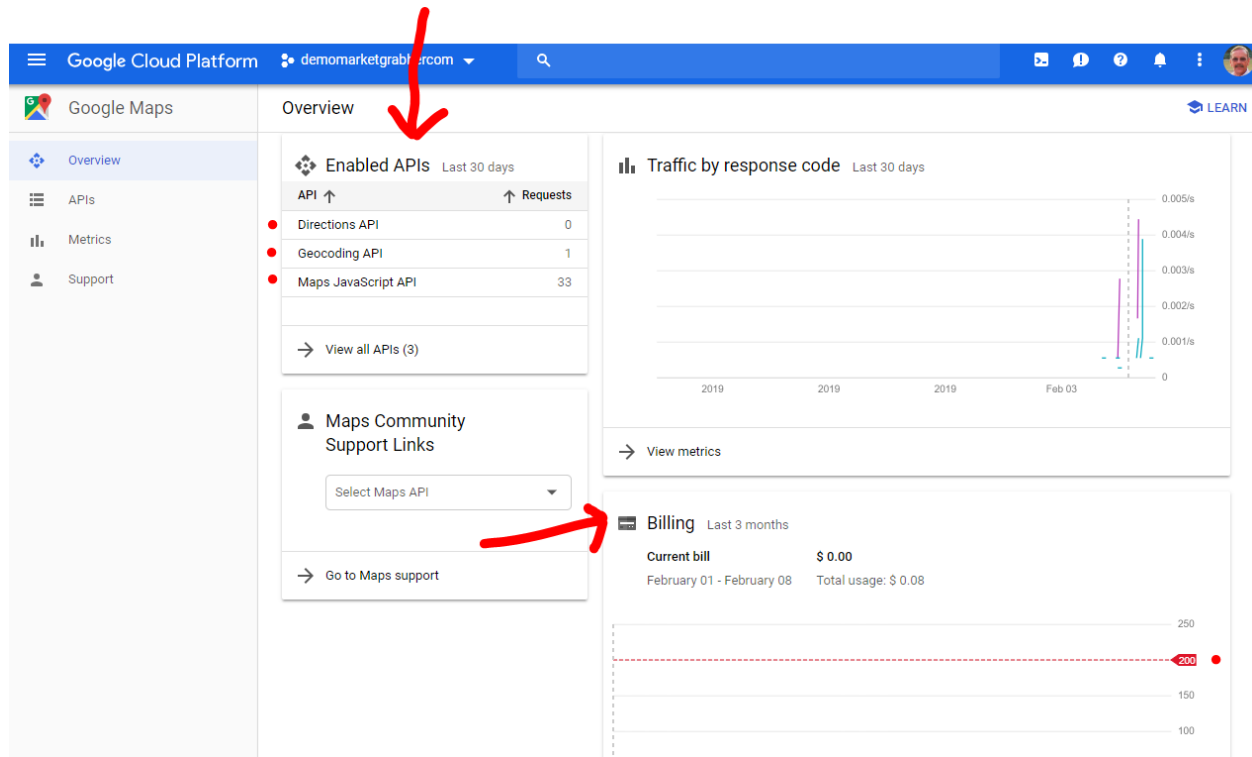 Google Cloud Platform demomarketgrabbercom
Google Maps
Overview
LEARN
Overview
APIs
Metrics
Support
Enabled APIs Last 30 days
API Requests
Directions API 0
Geocoding API 1
Maps JavaScript API 33
View all APIs (3)
Maps Community
Support Links
Select Maps API
Go to Maps support
Traffic by response code Last 30 days
0.005/s
0.004/s
0.003/s
0.002/s
0.001/s
0
2019 2019 2019 Feb 03
View metrics
Billing Last 3 months
Current bill $ 0.00
February 01 - February 08 Total usage: $ 0.08
250
200
150
100